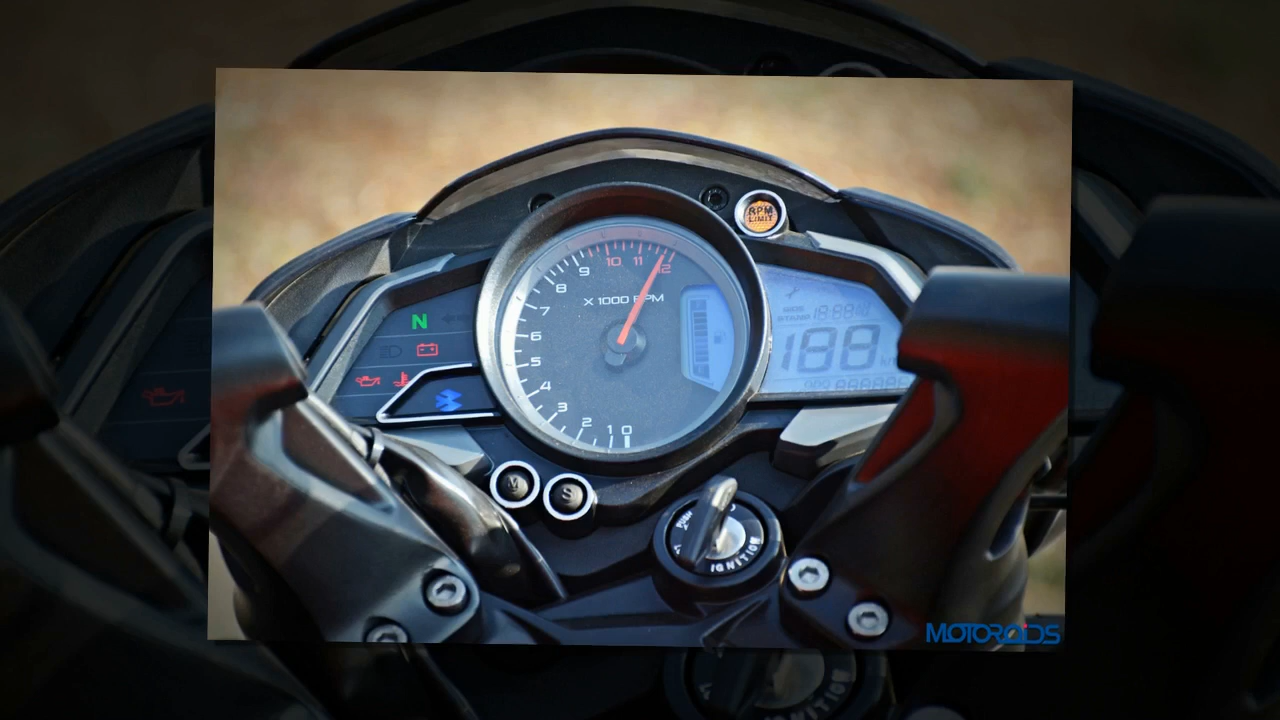 RPM
LIMIT
9 10 11 12
8
X 1000 RPM
7
N
6
5
188
4
3
2 1 0
M S
PUSH
IGNITION
MOTOROIDS